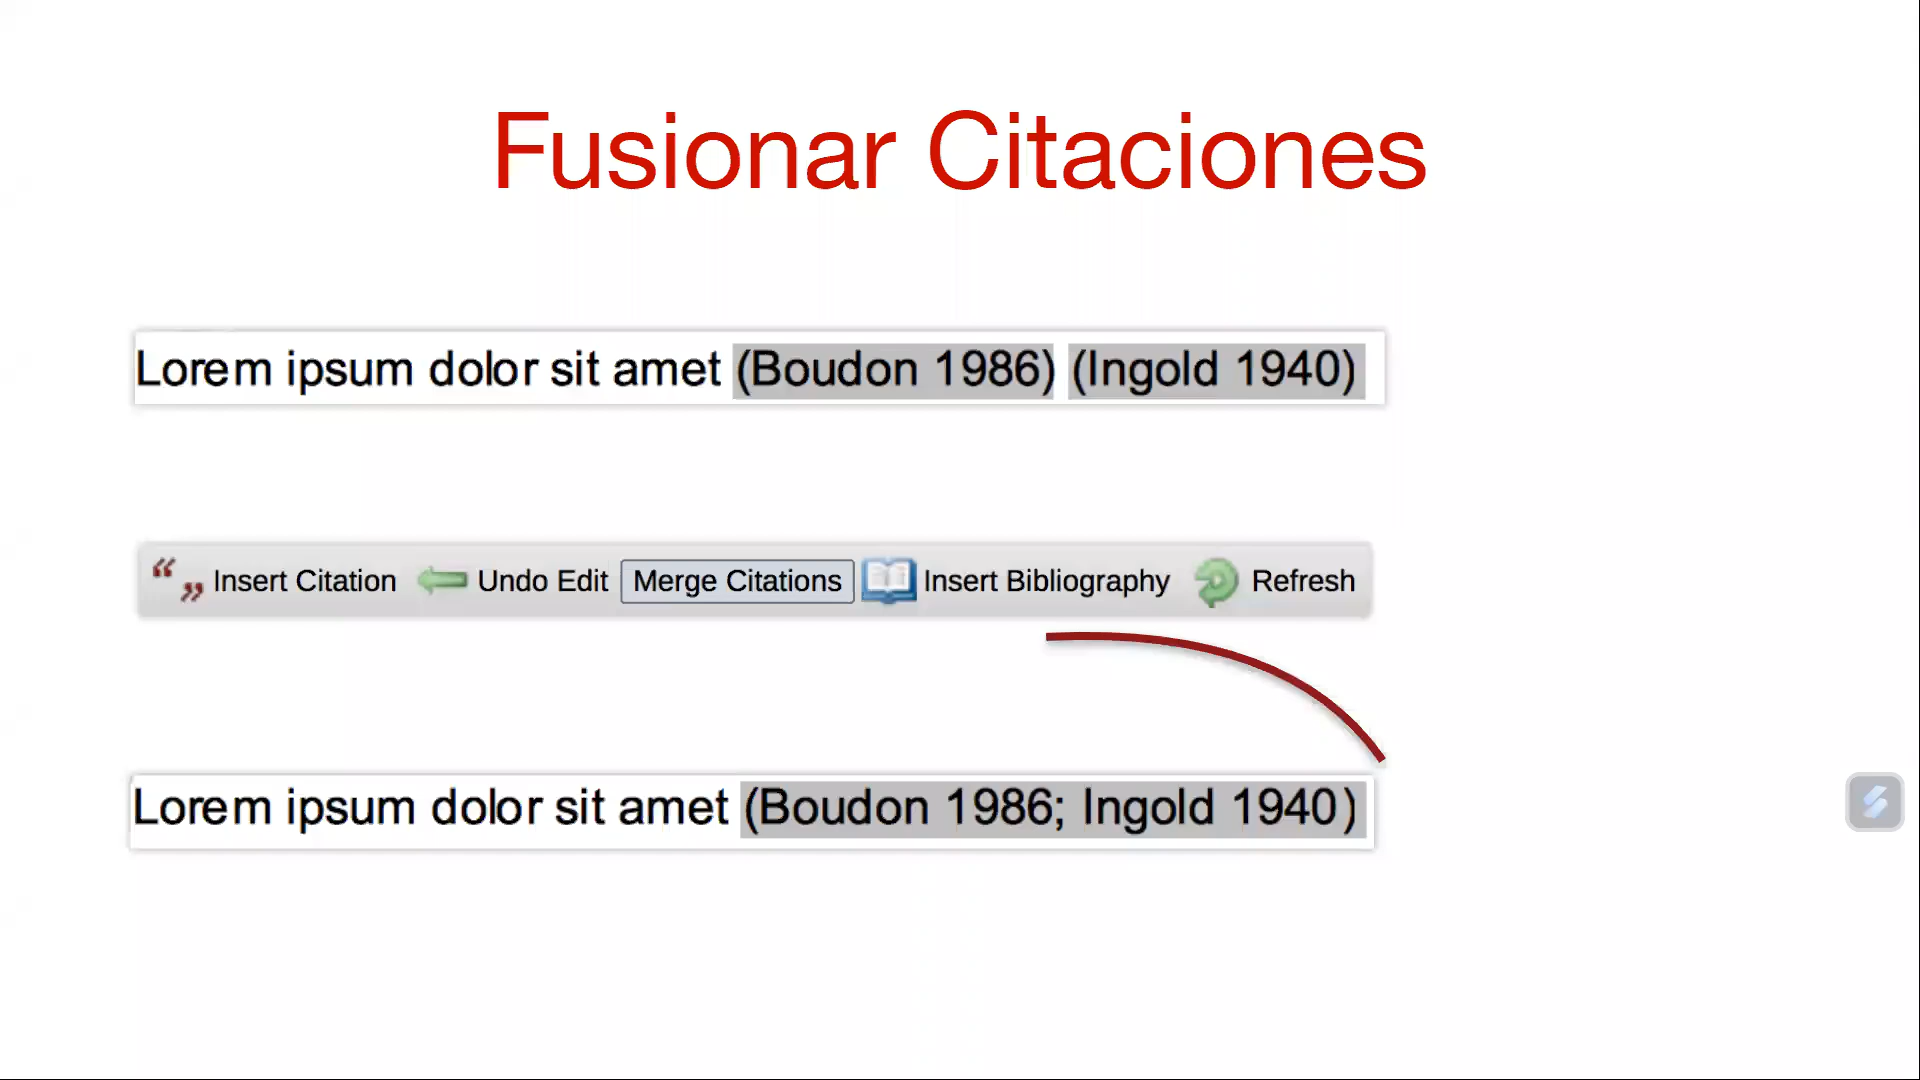 Fusionar Citaciones
Lorem ipsum dolor sit amet (Boudon 1986) (Ingold 1940)
Insert Citation Undo Edit Merge Citations Insert Bibliography Refresh
Lorem ipsum dolor sit amet (Boudon 1986; Ingold 1940)